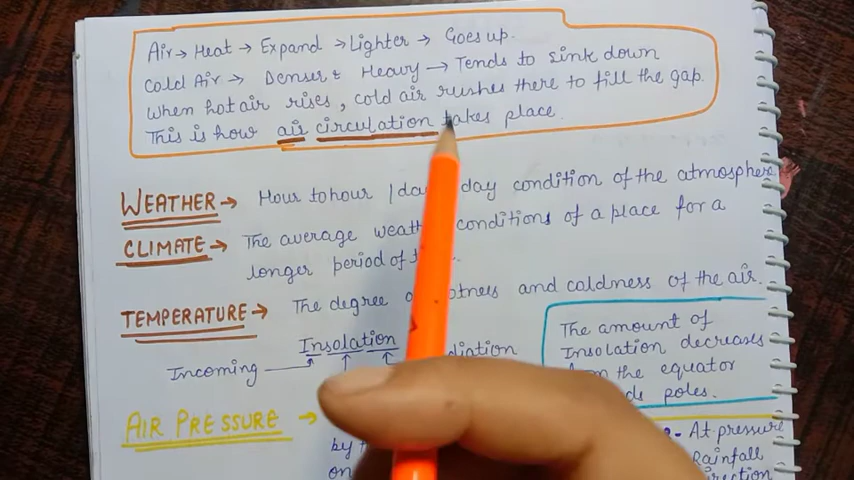 Air → Heat → Expand → Lighter → Goes up.
Cold Air → Denser & Heavy → Tends to sink down
When hot air rises, cold air rushes there to fill the gap.
This is how air circulation takes place.
WEATHER → Hour to hour / day day condition of the atmosphere
CLIMATE → The average conditions of a place for a
longer period of
TEMPERATURE → The degree and coldness of the air.
Insolation
Incoming
The amount of
Insolation decreases
the equator
poles.
AIR PRESSURE →
by
on
At pressure
Rainfall